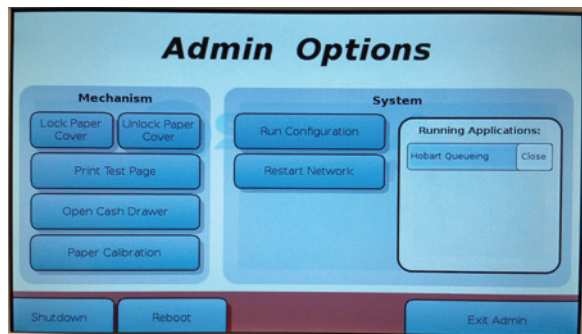 Admin Options
Mechanism
Lock Paper
Cover
Unlock Paper
Cover
Print Test Page
Open Cash Drawer
Paper Calibration
System
Run Configuration
Restart Network
Running Applications:
Hobart Queueing
Close
Shutdown
Reboot
Exit Admin